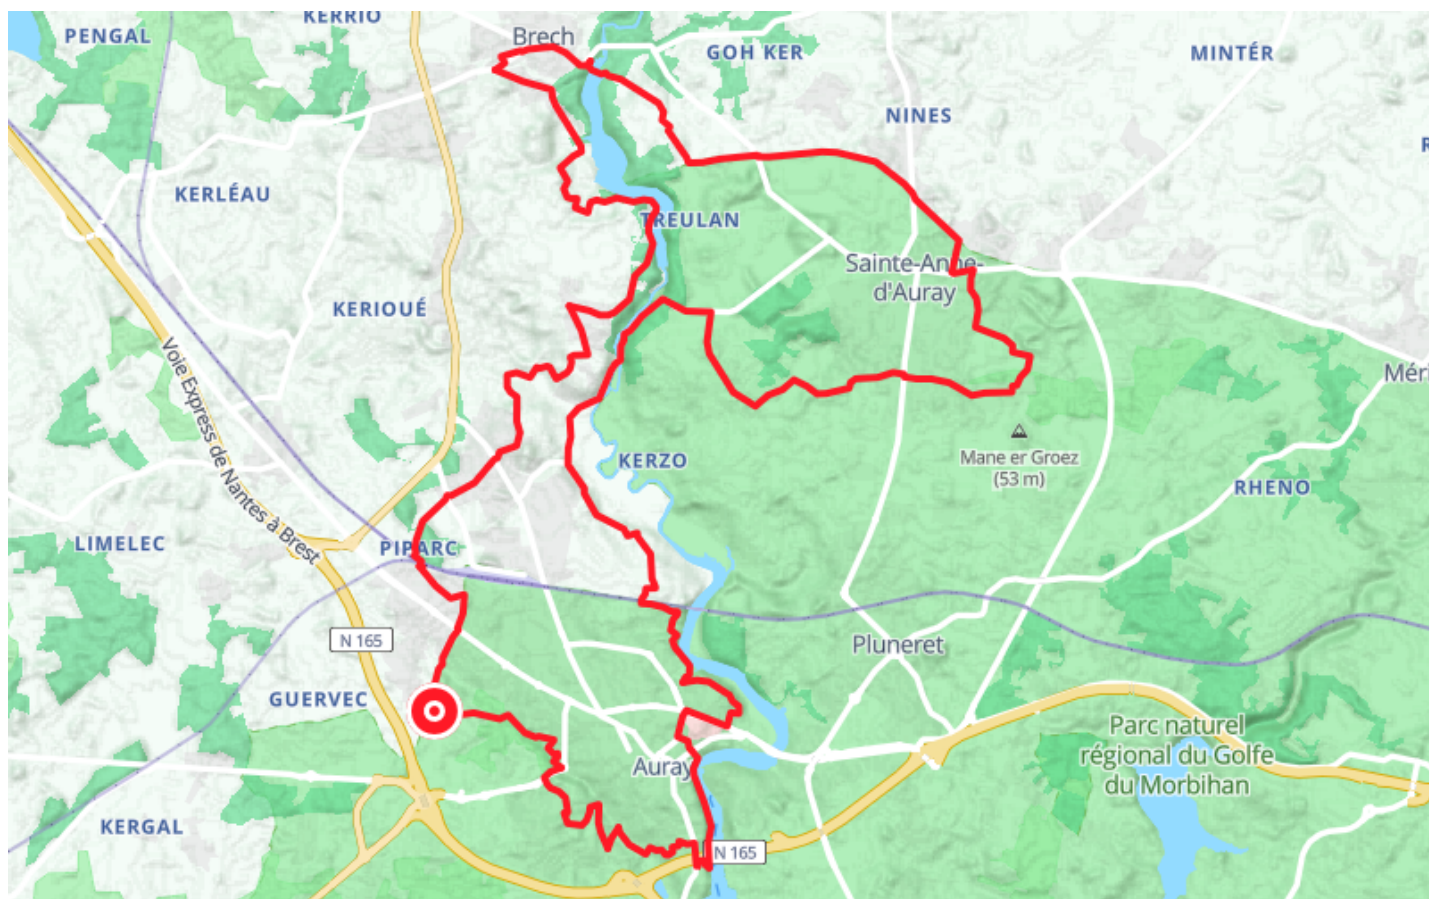 KERRIO
PENGAL
Brech
GOH KER
MINTÉR
NINES
R
KERLÉAU
TREULAN
Sainte-Anne-
d'Auray
KERIOUÉ
Voie Express de Nantes à Brest
Méri
KERZO
Mane er Groez
(53 m)
RHENO
LIMELEC
PIPARC
N 165
Pluneret
GUERVEC
Parc naturel
régional du Golfe
du Morbihan
Auray
KERGAL
N 165